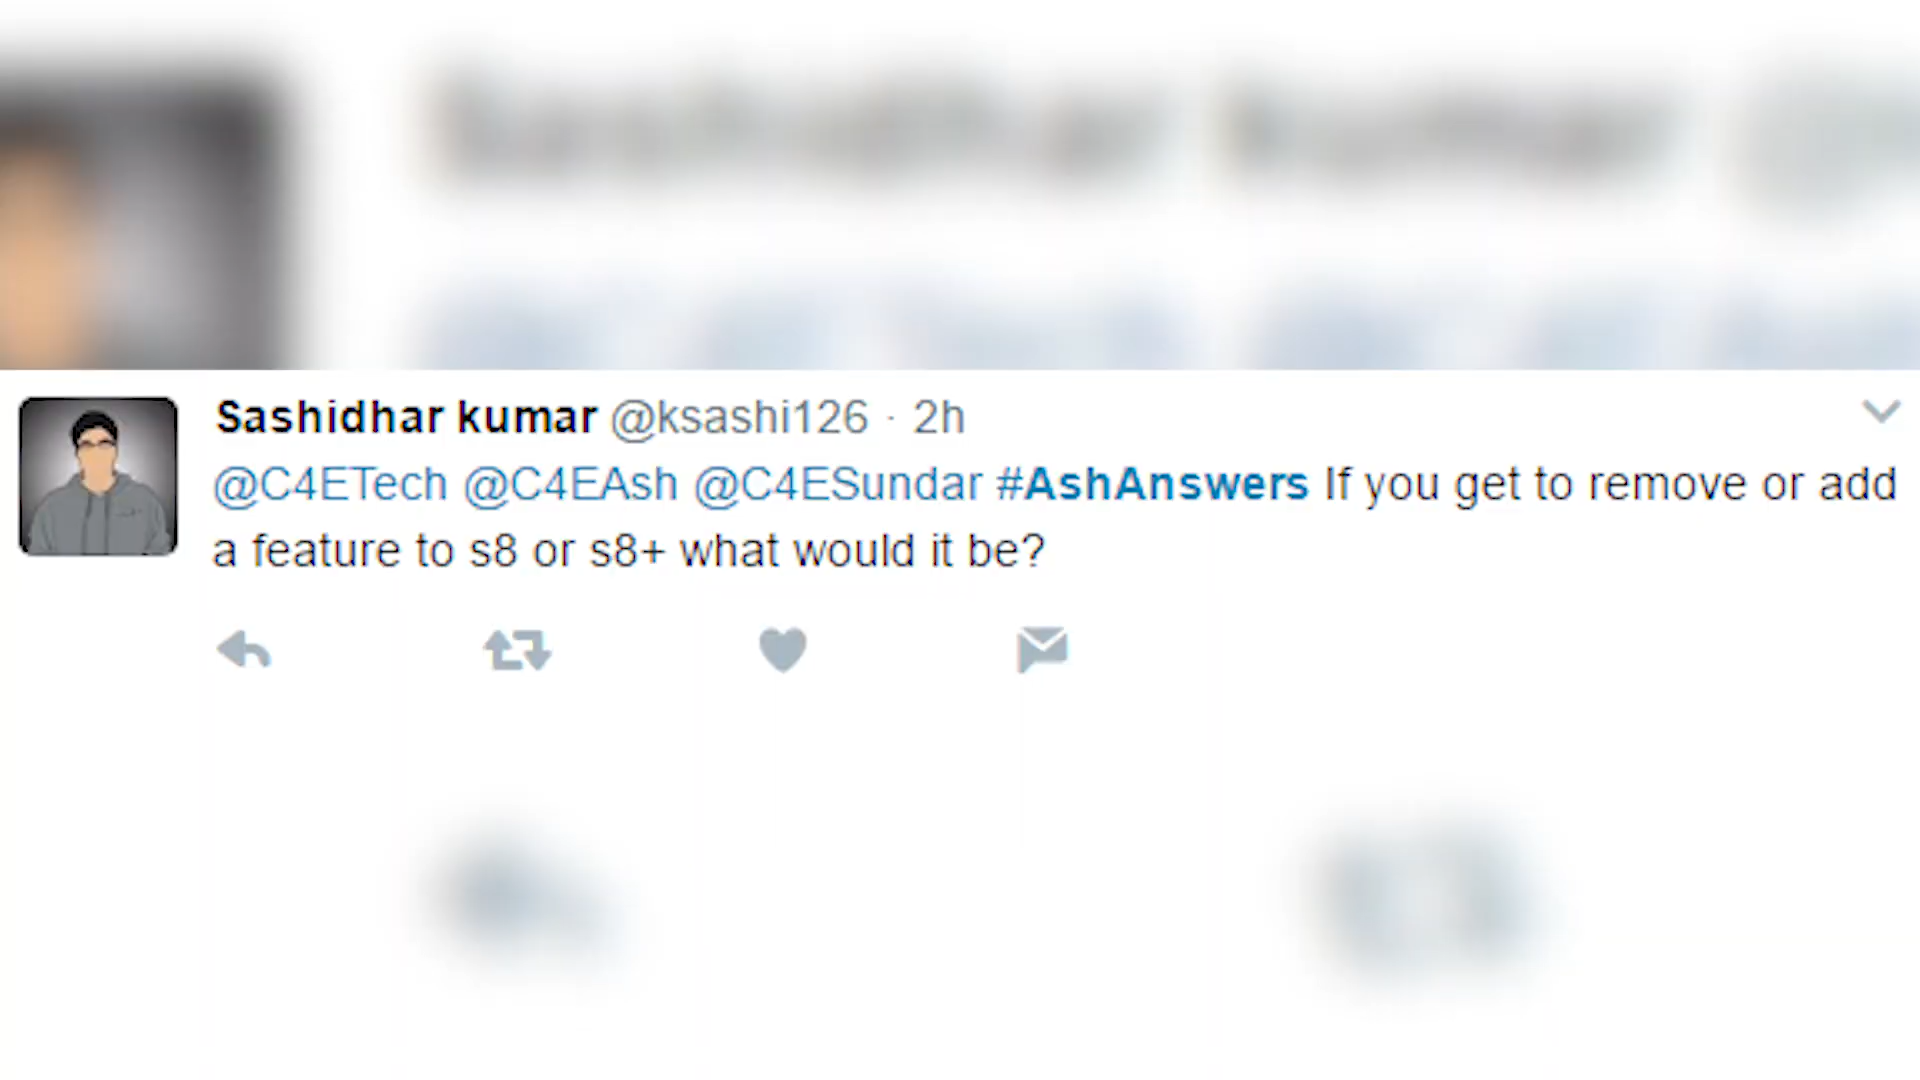 Sashidhar kumar @ksashi126 · 2h
@C4ETech @C4EAsh @C4ESundar #AshAnswers If you get to remove or add
a feature to s8 or s8+ what would it be?